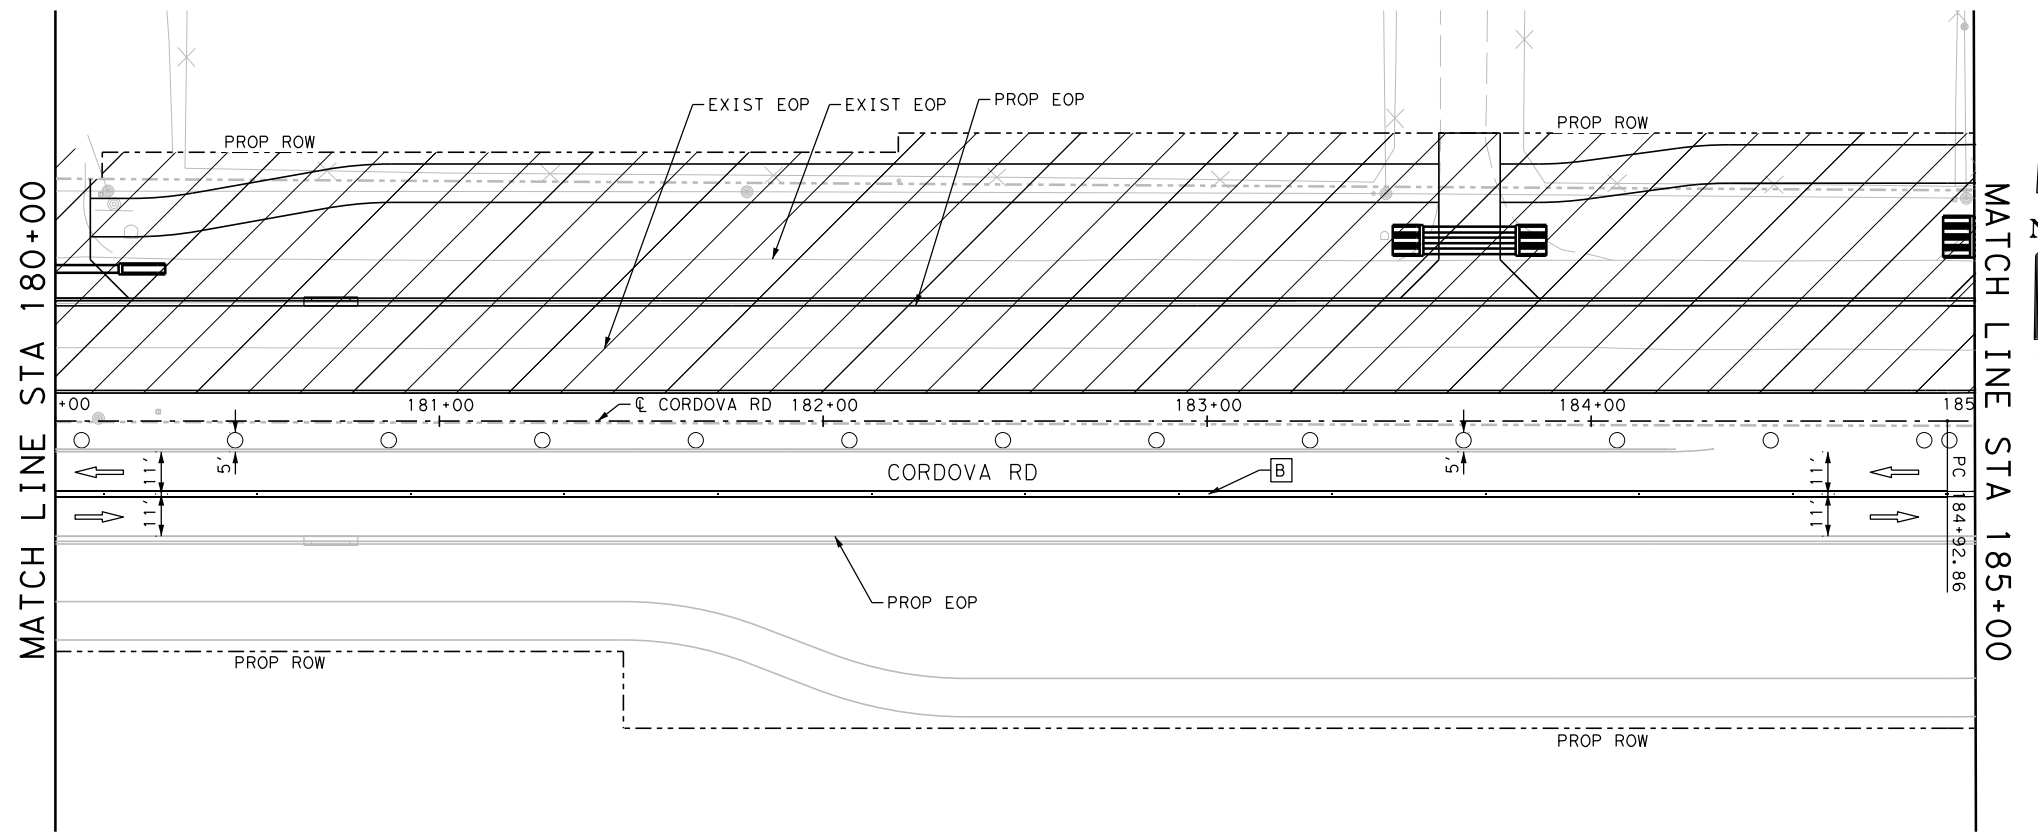 EXIST EOP
EXIST EOP
PROP EOP
PROP ROW
PROP ROW
MATCH LINE STA 180+00
MATCH LINE STA 185+00
N
+00
181+00
℄ CORDOVA RD
182+00
183+00
184+00
185
5'
5'
11'
11'
CORDOVA RD
B
11'
11'
PC 184+92.86
PROP EOP
PROP ROW
PROP ROW